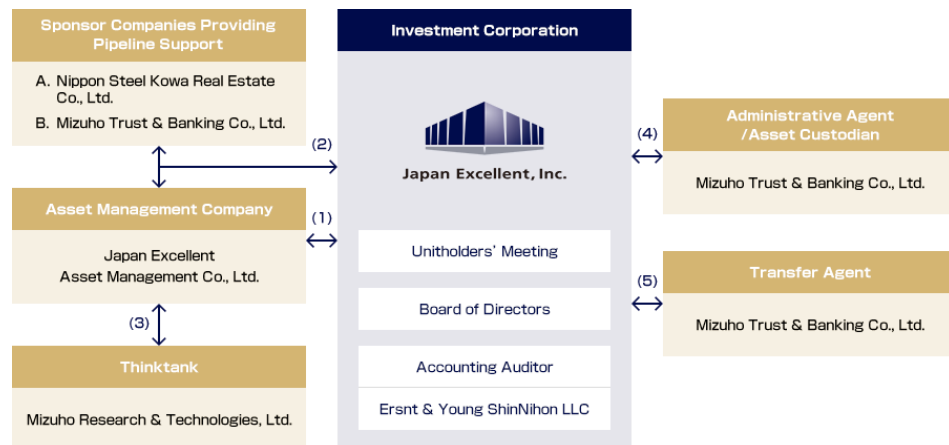 Sponsor Companies Providing
Pipeline Support
A. Nippon Steel Kowa Real Estate
Co., Ltd.
B. Mizuho Trust & Banking Co., Ltd.
(2)
Asset Management Company
Japan Excellent
Asset Management Co., Ltd.
(1)
(3)
Thinktank
Mizuho Research & Technologies, Ltd.
Investment Corporation
Japan Excellent, Inc.
Unitholders' Meeting
Board of Directors
Accounting Auditor
Ersnt & Young ShinNihon LLC
(4)
Administrative Agent
/Asset Custodian
Mizuho Trust & Banking Co., Ltd.
(5)
Transfer Agent
Mizuho Trust & Banking Co., Ltd.